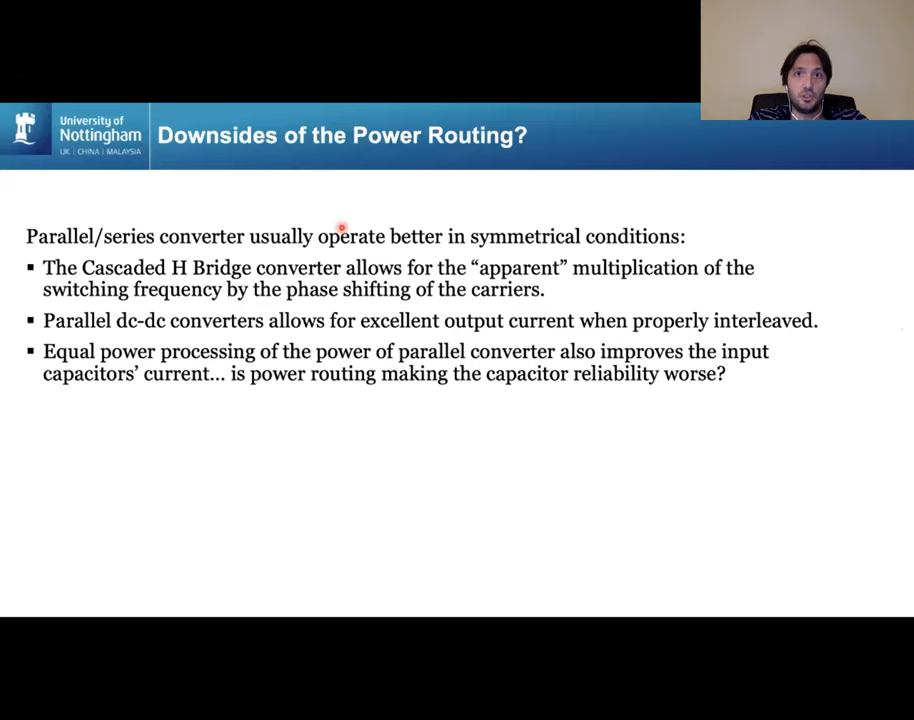 University of
Nottingham
UK | CHINA | MALAYSIA
Downsides of the Power Routing?
Parallel/series converter usually operate better in symmetrical conditions:
▪ The Cascaded H Bridge converter allows for the “apparent” multiplication of the
switching frequency by the phase shifting of the carriers.
▪ Parallel dc-dc converters allows for excellent output current when properly interleaved.
▪ Equal power processing of the power of parallel converter also improves the input
capacitors’ current... is power routing making the capacitor reliability worse?